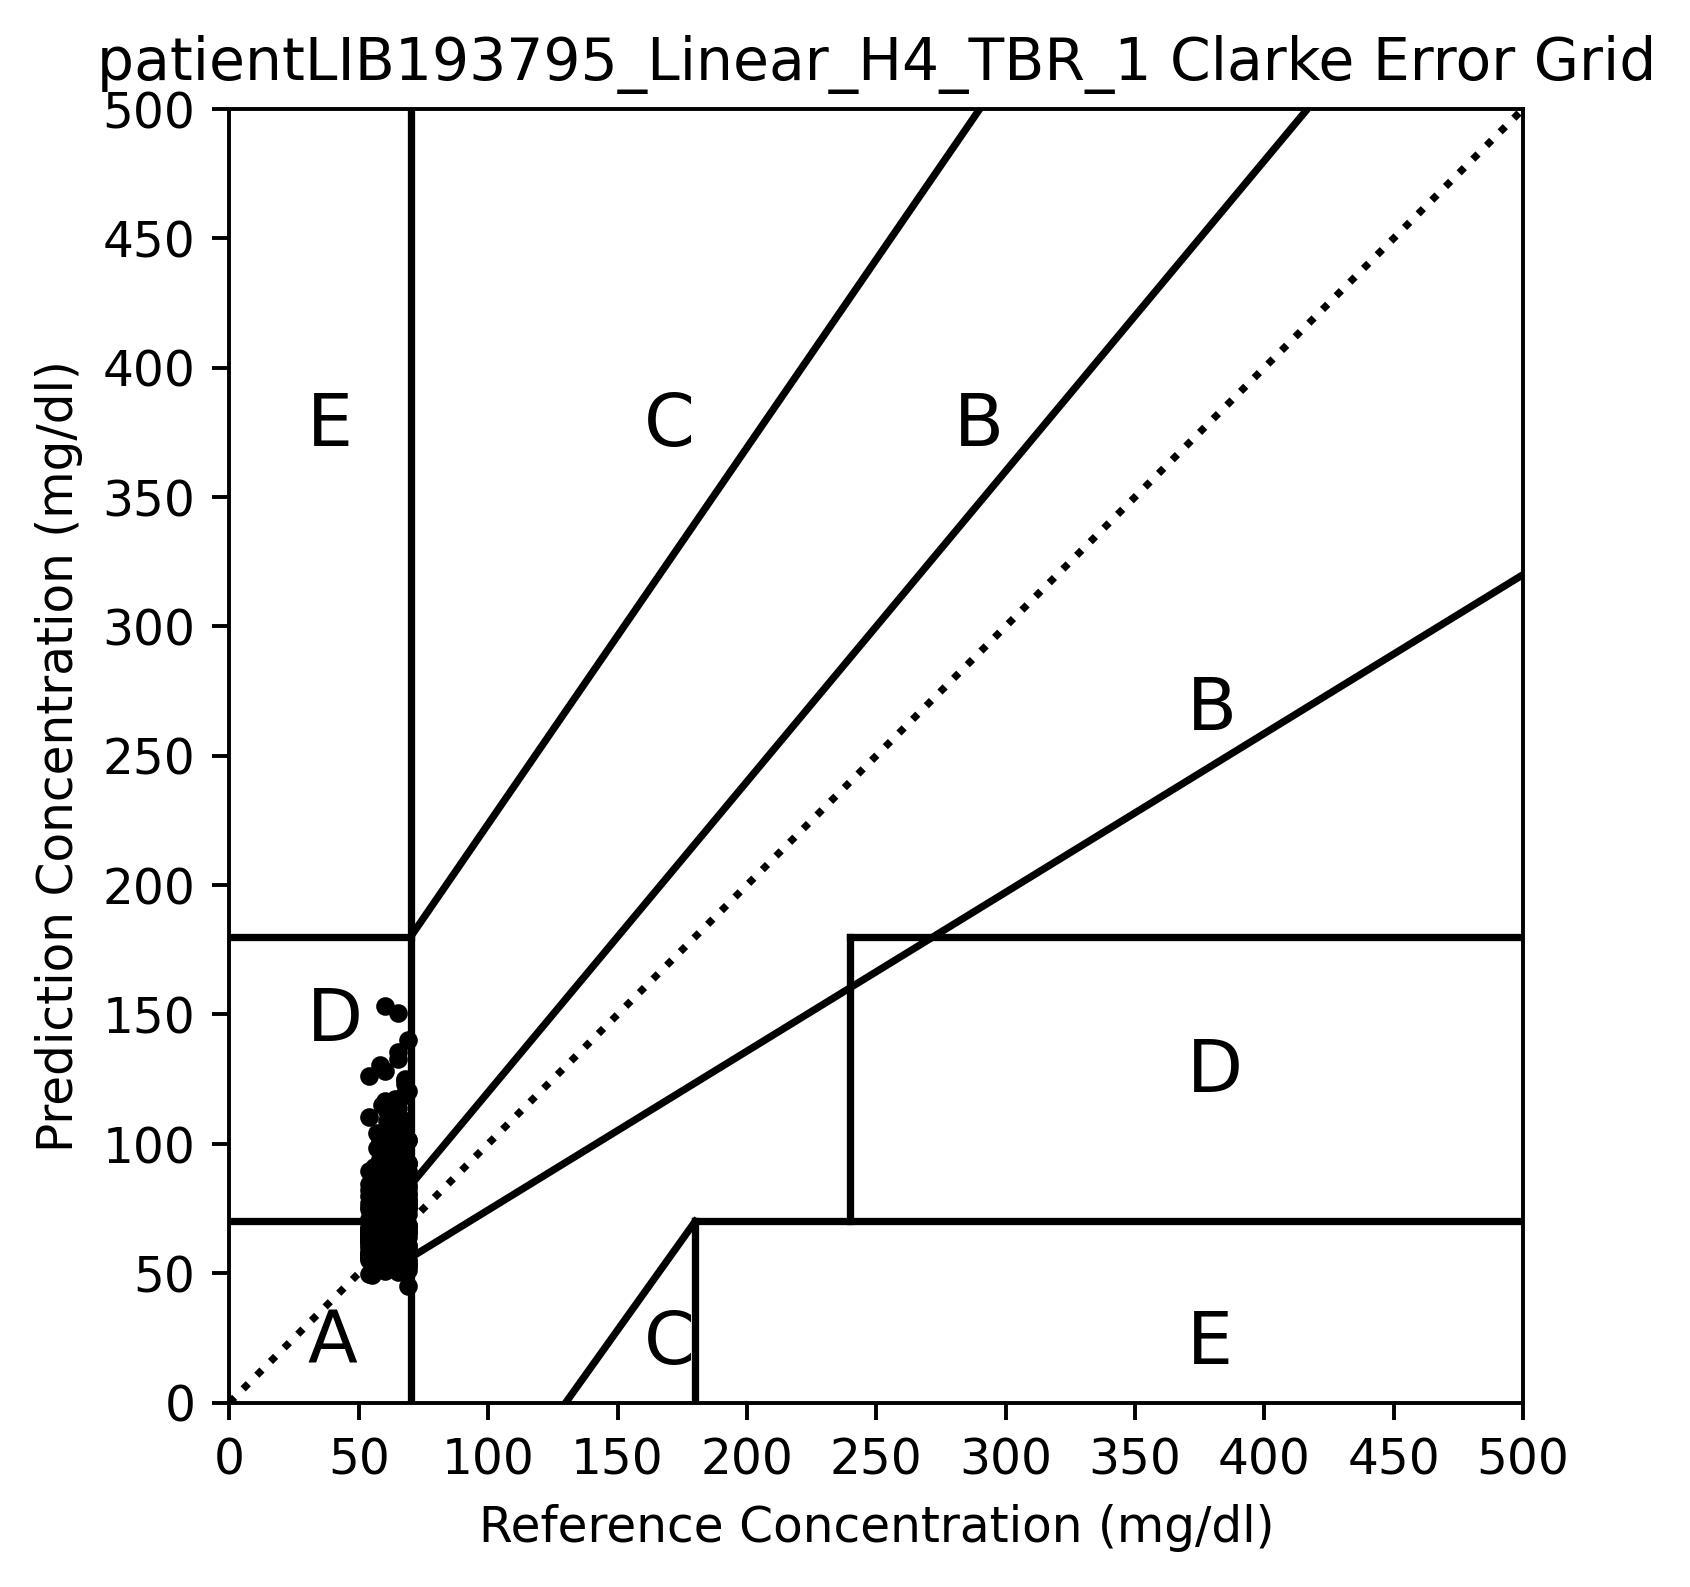 patientLIB193795_Linear_H4_TBR_1 Clarke Error Grid
500
450
400
350
300
250
200
150
100
50
0
Prediction Concentration (mg/dl)
E
C
B
B
D
D
A
C
E
0 50 100 150 200 250 300 350 400 450 500
Reference Concentration (mg/dl)